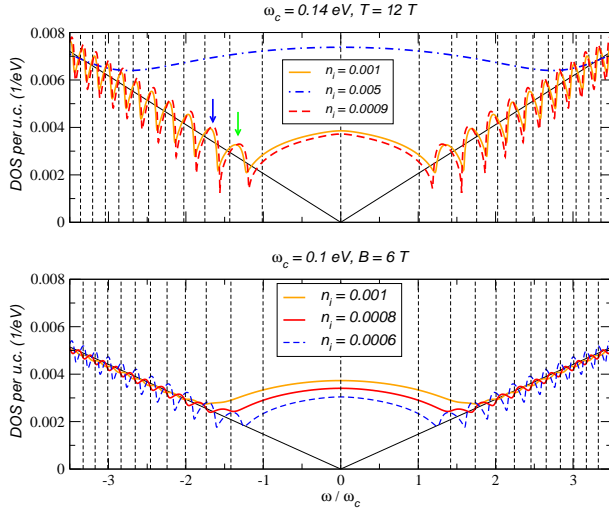 ω_c = 0.14 eV, T = 12 T
DOS per u.c. (1/eV)
0.008
0.006
0.004
0.002
0
n_i = 0.001
n_i = 0.005
n_i = 0.0009
ω_c = 0.1 eV, B = 6 T
DOS per u.c. (1/eV)
0.008
0.006
0.004
0.002
0
n_i = 0.001
n_i = 0.0008
n_i = 0.0006
-3 -2 -1 0 1 2 3
ω / ω_c